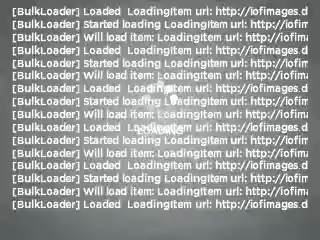 [BulkLoader] Loaded LoadingItem url: http://iofimages.d
[BulkLoader] Started loading LoadingItem url: http://iofim
[BulkLoader] Will load item: LoadingItem url: http://iofima
[BulkLoader] Loaded LoadingItem url: http://iofimages.d
[BulkLoader] Started loading LoadingItem url: http://iofim
[BulkLoader] Will load item: LoadingItem url: http://iofima
[BulkLoader] Loaded LoadingItem url: http://iofimages.d
[BulkLoader] Started loading LoadingItem url: http://iofim
[BulkLoader] Will load item: LoadingItem url: http://iofima
[BulkLoader] Loaded LoadingItem url: http://iofimages.d
LOADING
[BulkLoader] Started loading LoadingItem url: http://iofim
[BulkLoader] Will load item: LoadingItem url: http://iofima
[BulkLoader] Loaded LoadingItem url: http://iofimages.d
[BulkLoader] Started loading LoadingItem url: http://iofim
[BulkLoader] Will load item: LoadingItem url: http://iofima
[BulkLoader] Loaded LoadingItem url: http://iofimages.d